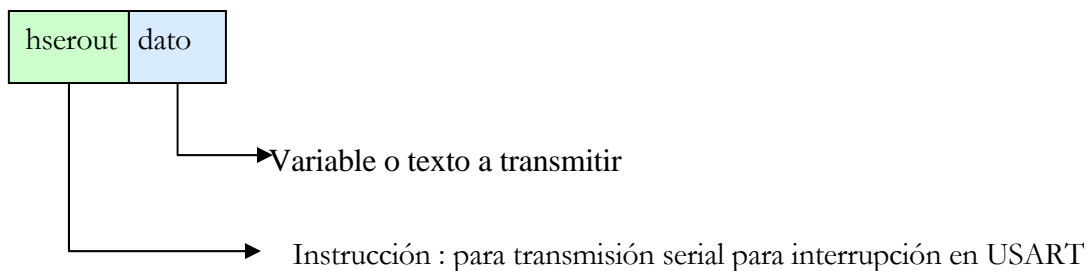 hserout dato
Variable o texto a transmitir
Instrucción : para transmisión serial para interrupción en USART